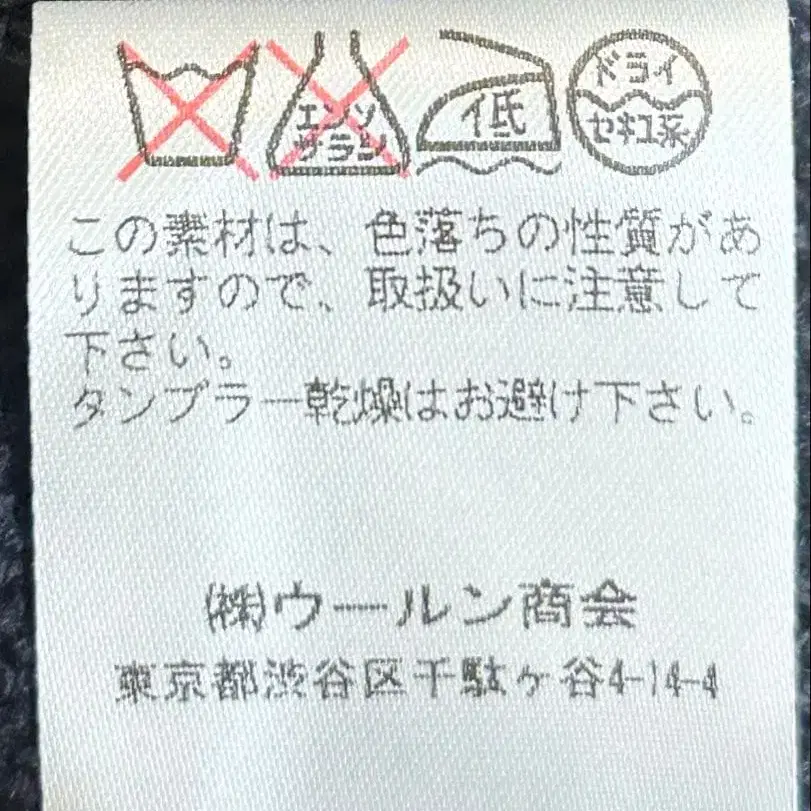 エンソサラシ
低
ドライ
セキユ系
この素材は、色落ちの性質があ
りますので、取扱いに注意して
下さい。
タンブラー乾燥はお避け下さい。
㈱ウールン商会
東京都渋谷区千駄ヶ谷4-14-4